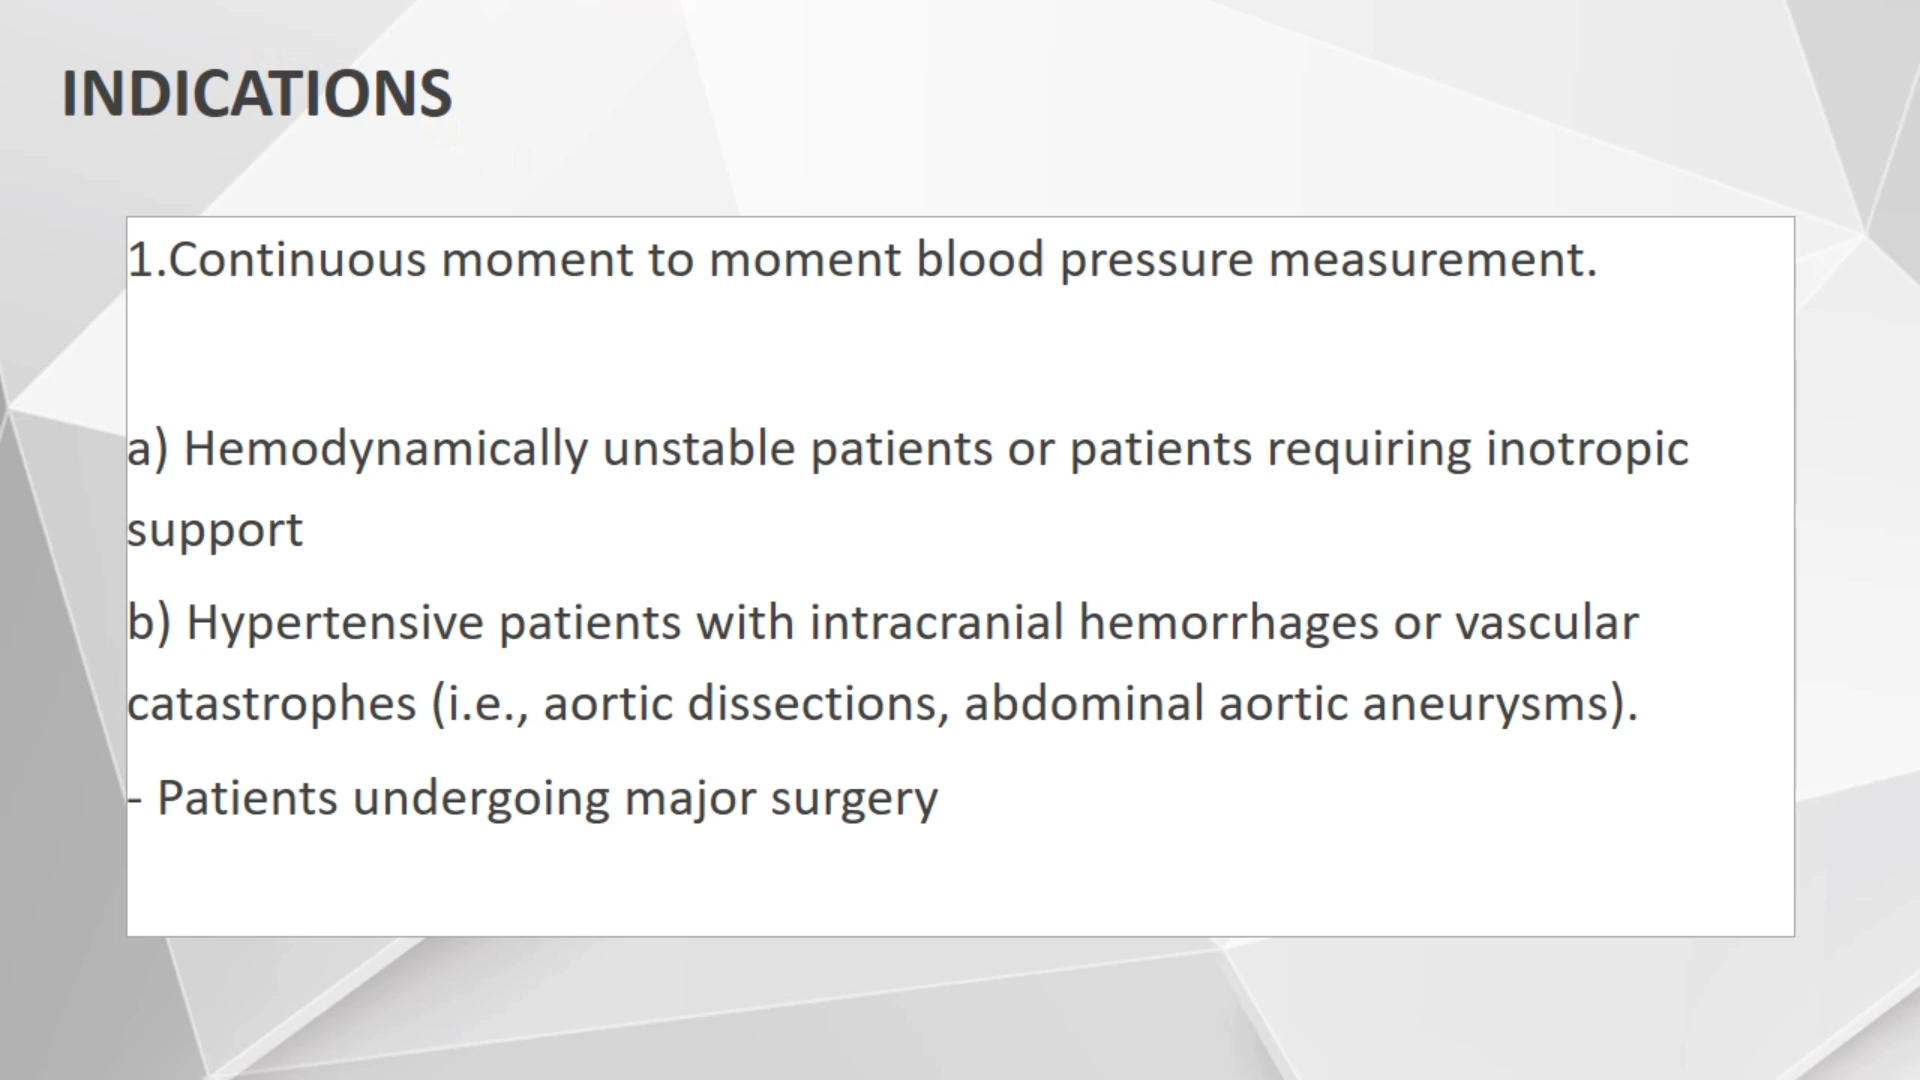 INDICATIONS
1.Continuous moment to moment blood pressure measurement.
a) Hemodynamically unstable patients or patients requiring inotropic
support
b) Hypertensive patients with intracranial hemorrhages or vascular
catastrophes (i.e., aortic dissections, abdominal aortic aneurysms).
- Patients undergoing major surgery